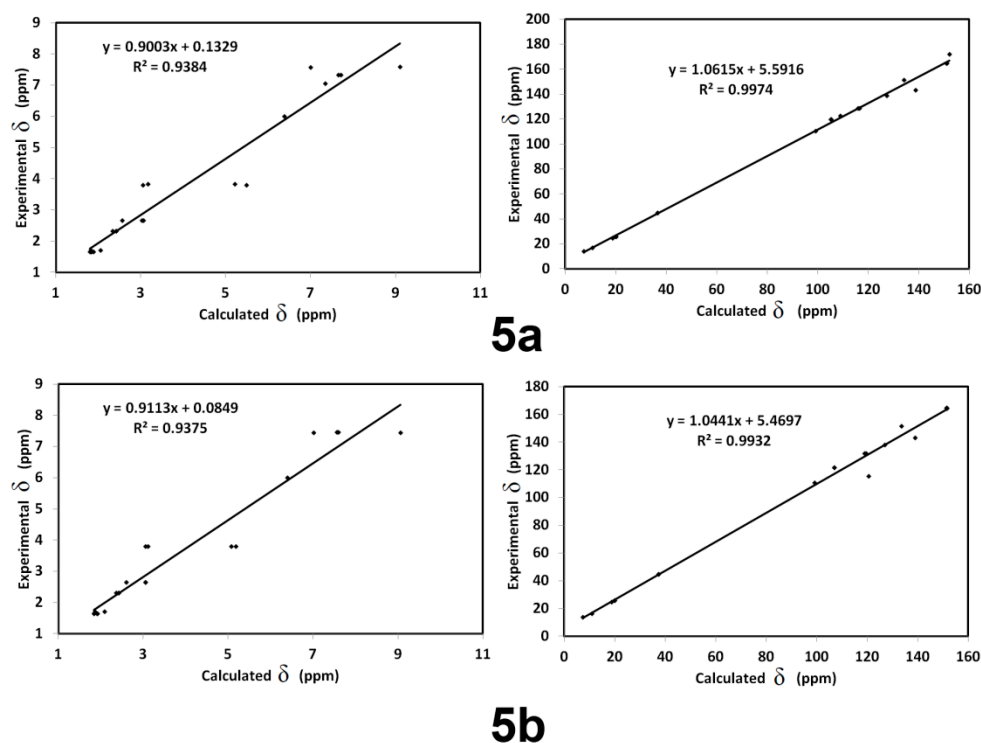 9
8
7
6
5
4
3
2
1
Experimental δ (ppm)
y = 0.9003x + 0.1329
R² = 0.9384
1 3 5 7 9 11
Calculated δ (ppm)
200
180
160
140
120
100
80
60
40
20
0
Experimental δ (ppm)
y = 1.0615x + 5.5916
R² = 0.9974
0 20 40 60 80 100 120 140 160
Calculated δ (ppm)
5a
9
8
7
6
5
4
3
2
1
Experimental δ (ppm)
y = 0.9113x + 0.0849
R² = 0.9375
1 3 5 7 9 11
Calculated δ (ppm)
180
160
140
120
100
80
60
40
20
0
Experimental δ (ppm)
y = 1.0441x + 5.4697
R² = 0.9932
0 20 40 60 80 100 120 140 160
Calculated δ (ppm)
5b